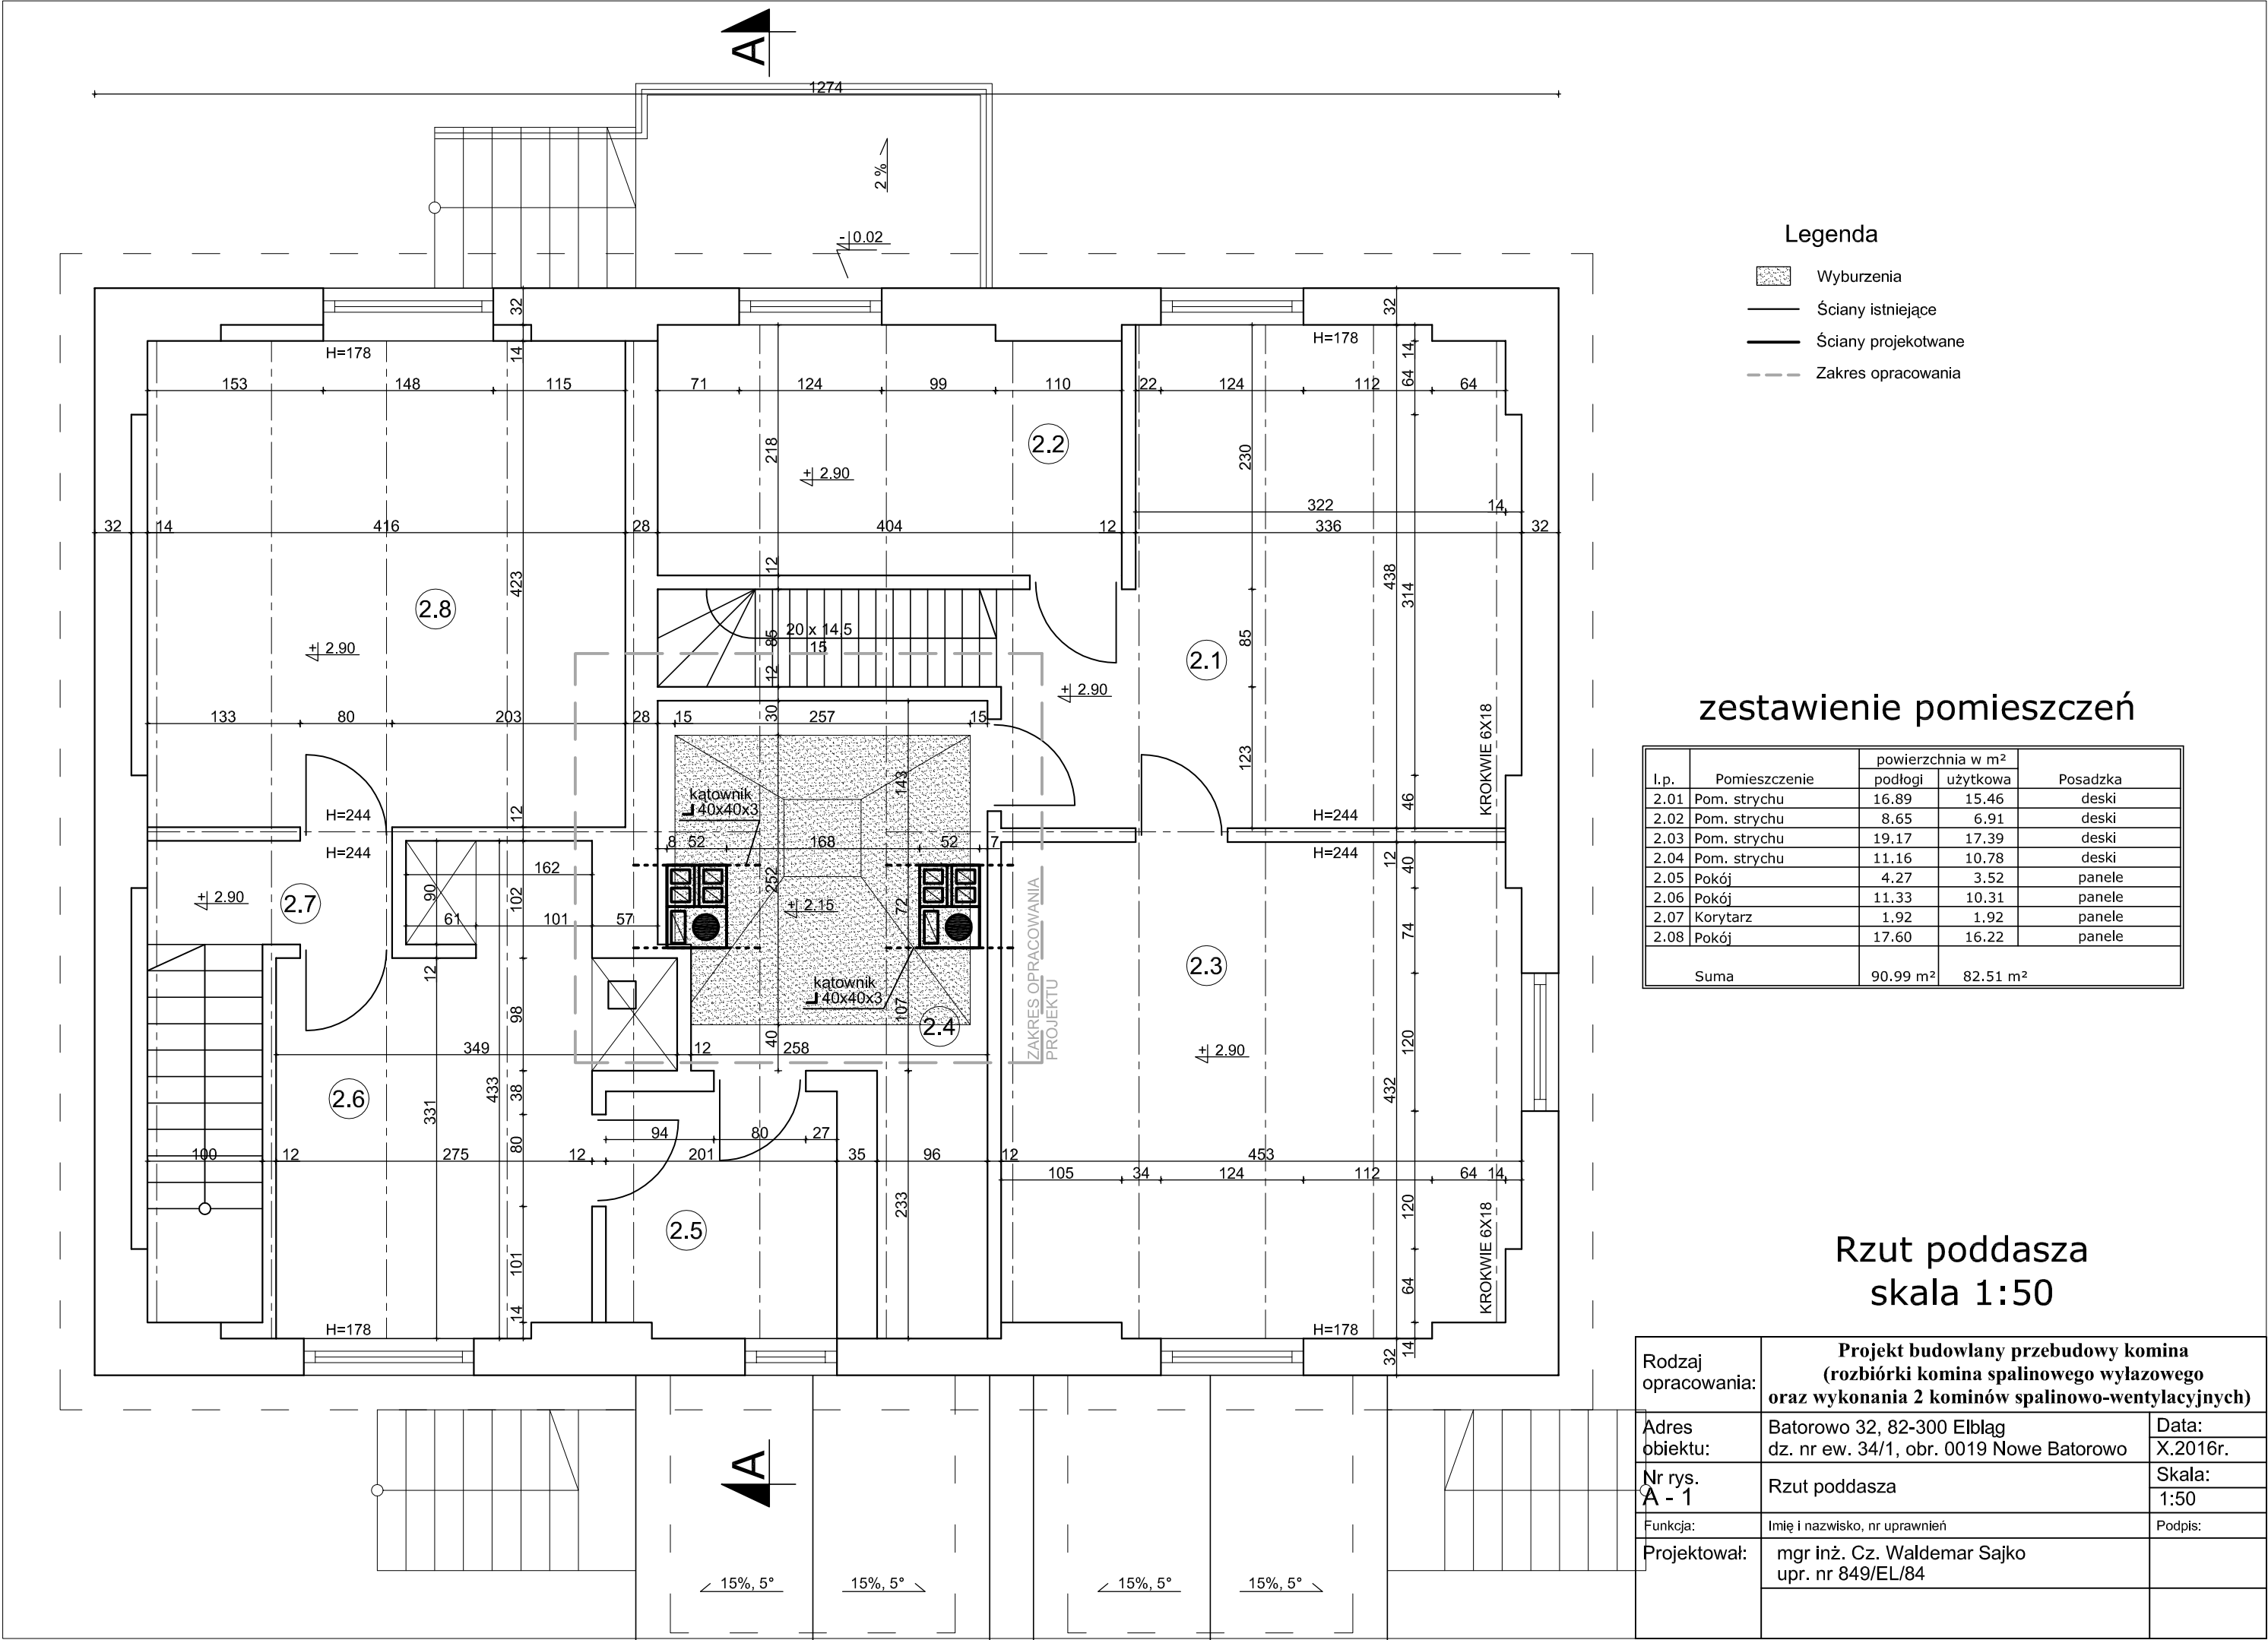 A
1274
2 %
-| 0.02
32
32
H=178
H=178
14
14
153 148 115 71 124 99 110 22 124 112 64 64
2.2
218
230
+| 2.90
322 14
32 14 416 28 404 12 336 32
12
423
438
314
2.8
20 x 14.5
15
85
85
2.1
+| 2.90
12
+| 2.90
133 80 203 28 15 30 257 15
123
143
KROKWIE 6X18
kątownik
40x40x3
46
H=244
12
H=244
8 52 168 52 7
H=244
H=244
12
40
162
252
90
102
+| 2.90
2.7
61 101 57
+| 2.15
72
74
ZAKRES OPRACOWANIA
PROJEKTU
2.3
12
kątownik
40x40x3
98
107
2.4
349 12 40 258
+| 2.90
120
2.6
331
433
38
432
94 80 27
80
100 12 275 12 201 35 96 12 453
105 34 124 112 64 14
233
120
2.5
101
KROKWIE 6X18
64
14
H=178
H=178
32
14
A
15%, 5° 15%, 5° 15%, 5° 15%, 5°
Legenda
Wyburzenia
Ściany istniejące
Ściany projekotwane
Zakres opracowania
zestawienie pomieszczeń
powierzchnia w m²
l.p. Pomieszczenie podłogi użytkowa Posadzka
2.01 Pom. strychu 16.89 15.46 deski
2.02 Pom. strychu 8.65 6.91 deski
2.03 Pom. strychu 19.17 17.39 deski
2.04 Pom. strychu 11.16 10.78 deski
2.05 Pokój 4.27 3.52 panele
2.06 Pokój 11.33 10.31 panele
2.07 Korytarz 1.92 1.92 panele
2.08 Pokój 17.60 16.22 panele
Suma 90.99 m² 82.51 m²
Rzut poddasza
skala 1:50
Rodzaj
opracowania:
Projekt budowlany przebudowy komina
(rozbiórki komina spalinowego wyłazowego
oraz wykonania 2 kominów spalinowo-wentylacyjnych)
Adres
obiektu:
Batorowo 32, 82-300 Elbląg
dz. nr ew. 34/1, obr. 0019 Nowe Batorowo
Data:
X.2016r.
Nr rys.
A - 1
Rzut poddasza
Skala:
1:50
Funkcja: Imię i nazwisko, nr uprawnień Podpis:
Projektował: mgr inż. Cz. Waldemar Sajko
upr. nr 849/EL/84